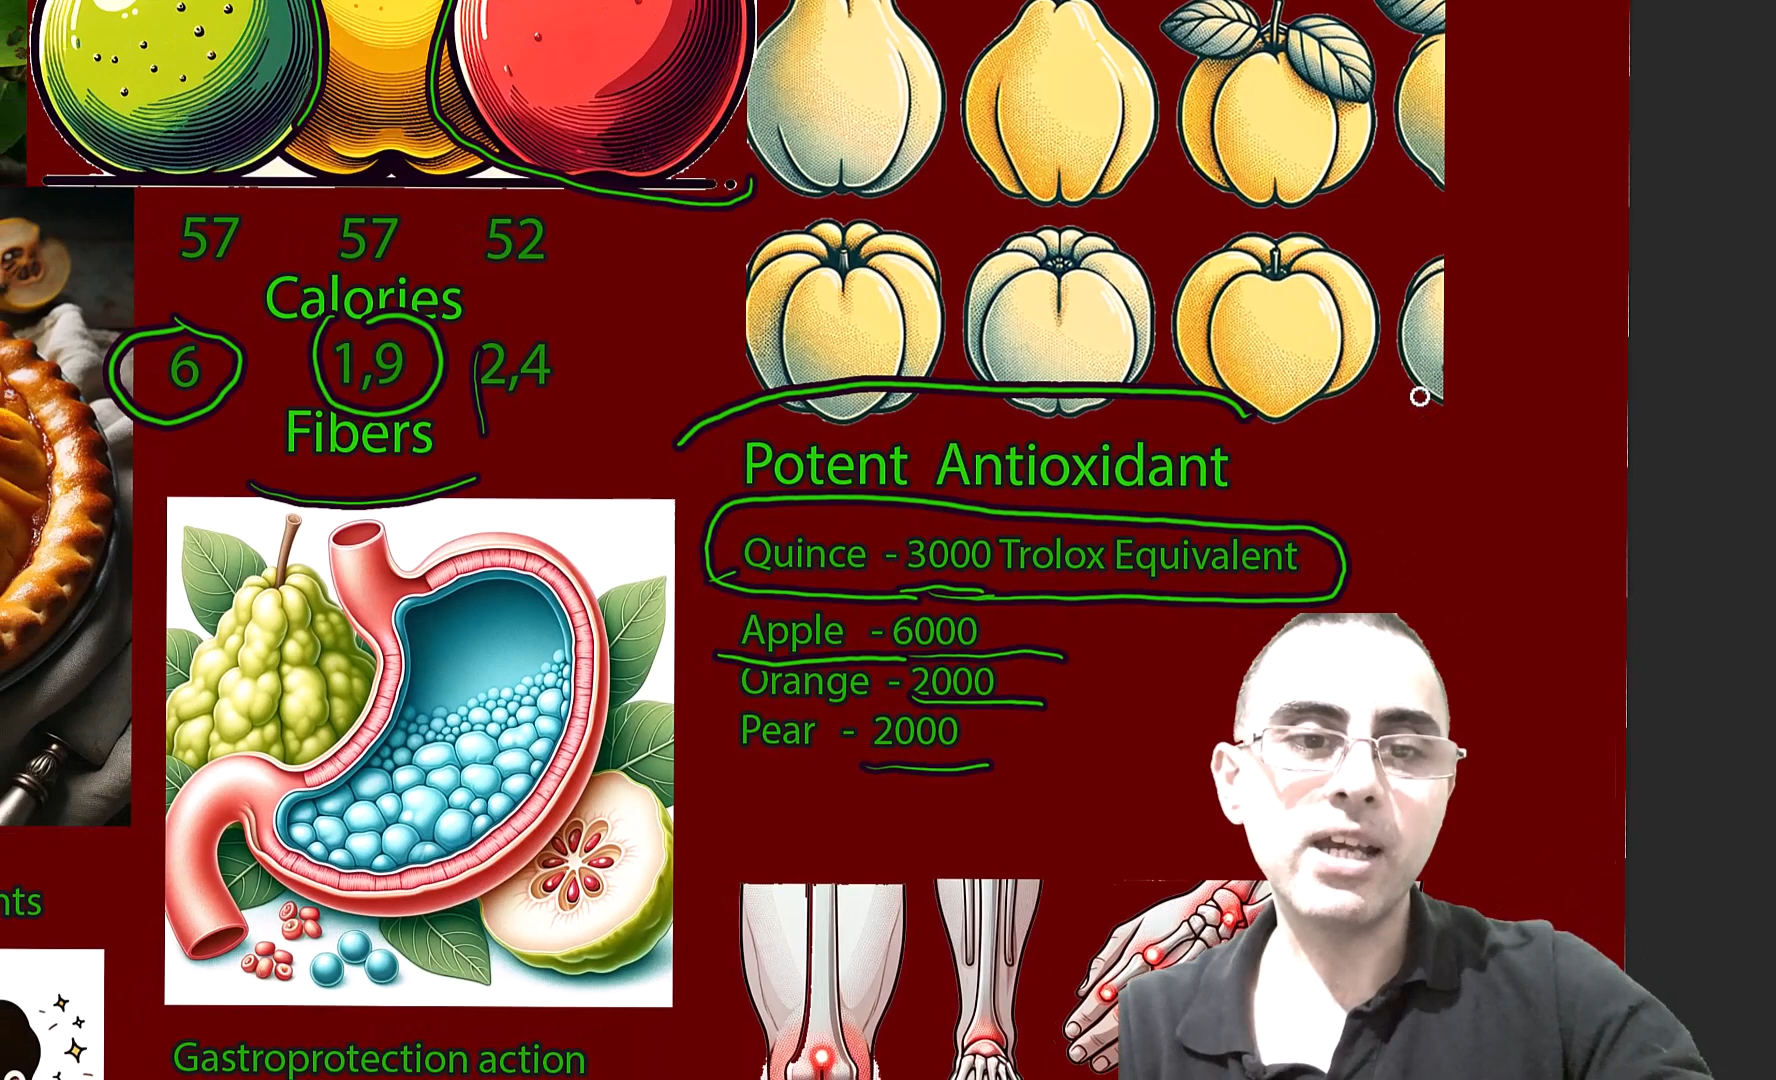 57 57 52
Calories
6 1,9 2,4
Fibers
Potent Antioxidant
Quince - 3000 Trolox Equivalent
Apple - 6000
Orange - 2000
Pear - 2000
nts
Gastroprotection action